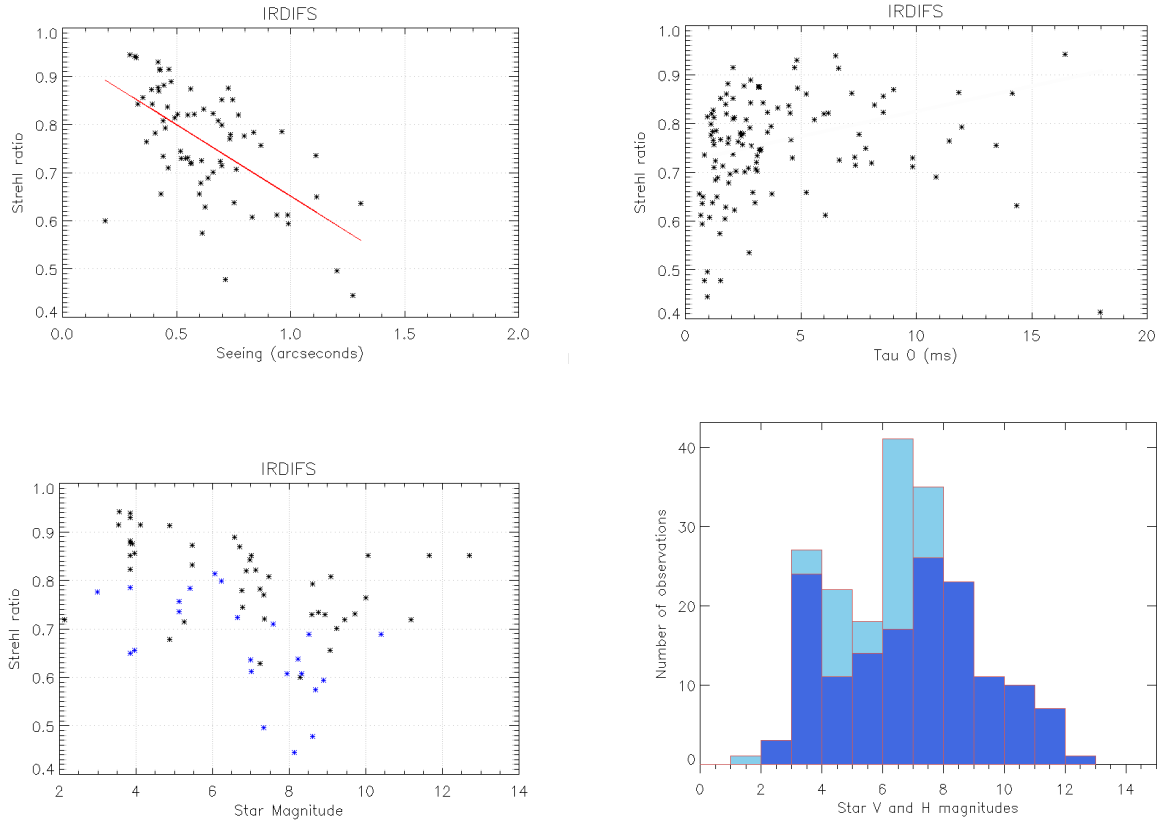 IRDIFS
1.0
0.9
0.8
0.7
0.6
0.5
0.4
Strehl ratio
0.0 0.5 1.0 1.5 2.0
Seeing (arcseconds)
IRDIFS
1.0
0.9
0.8
0.7
0.6
0.5
0.4
Strehl ratio
0 5 10 15 20
Tau 0 (ms)
IRDIFS
1.0
0.9
0.8
0.7
0.6
0.5
0.4
Strehl ratio
2 4 6 8 10 12 14
Star Magnitude
40
30
20
10
0
Number of observations
0 2 4 6 8 10 12 14
Star V and H magnitudes